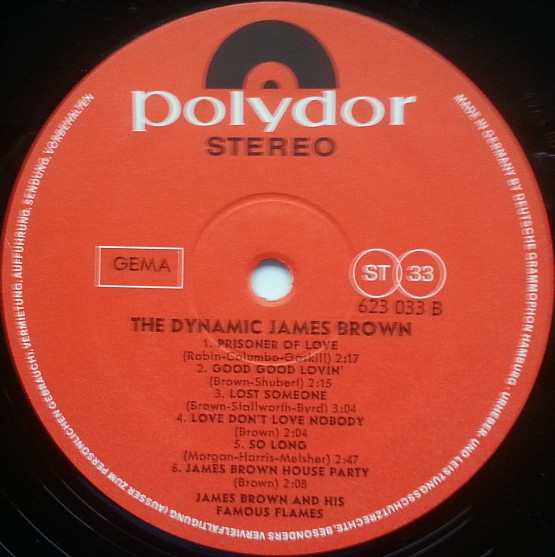 polydor
STEREO
GEMA
ST 33
623 033 B
THE DYNAMIC JAMES BROWN
1. PRISONER OF LOVE
(Robin-Columbo-Gaskill) 2:17
2. GOOD GOOD LOVIN'
(Brown-Shubert) 2:15
3. LOST SOMEONE
(Brown-Stallworth-Byrd) 3:04
4. LOVE DON'T LOVE NOBODY
(Brown) 2:04
5. SO LONG
(Morgan-Harris-Melsher) 2:47
6. JAMES BROWN HOUSE PARTY
(Brown) 2:08
JAMES BROWN AND HIS
FAMOUS FLAMES
MADE IN GERMANY BY DEUTSCHE GRAMMOPHON HAMBURG · URHEBER- UND LEISTUNGSSCHUTZRECHTE, BESONDERS VERVIELFÄLTIGUNG (AUSSER ZUM PERSÖNLICHEN GEBRAUCH), VERMIETUNG, AUFFÜHRUNG, SENDUNG, VORBEHALTEN